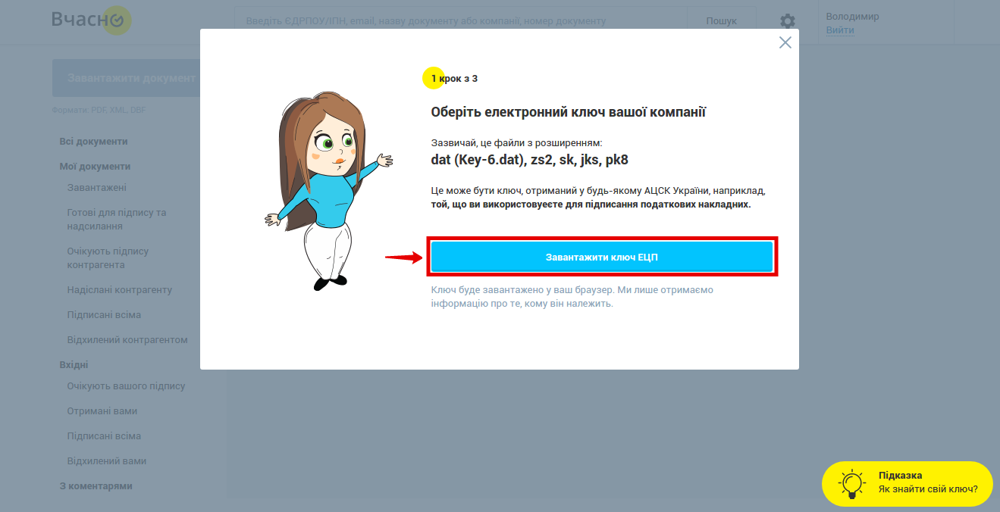 Вчасно
Введіть ЄДРПОУ/ІПН, email, назву документу або компанії, номер документу
Пошук
Володимир
Вийти
Завантажити документ
Формати: PDF, XML, DBF
Всі документи
Мої документи
Завантажені
Готові для підпису та
надсилання
Очікують підпису
контрагента
Надіслані контрагенту
Підписані всіма
Відхилений контрагентом
Вхідні
Очікують вашого підпису
Отримані вами
Підписані всіма
Відхилений вами
З коментарями
1 крок з 3
Оберіть електронний ключ вашої компанії
Зазвичай, це файли з розширенням:
dat (Key-6.dat), zs2, sk, jks, pk8
Це може бути ключ, отриманий у будь-якому АЦСК України, наприклад,
той, що ви використовуєте для підписання податкових накладних.
Завантажити ключ ЕЦП
Ключ буде завантажено у ваш браузер. Ми лише отримаємо
інформацію про те, кому він належить.
Підказка
Як знайти свій ключ?